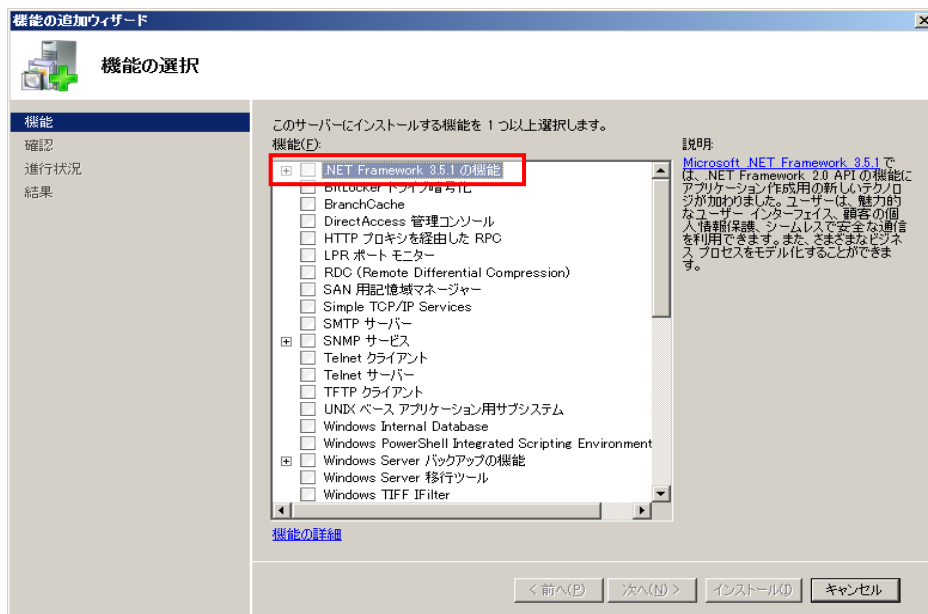 機能の追加ウィザード
機能の選択
機能
確認
進行状況
結果
このサーバーにインストールする機能を 1 つ以上選択します。
機能(F):
.NET Framework 3.5.1 の機能
BitLocker ドライブ暗号化
BranchCache
DirectAccess 管理コンソール
HTTP プロキシを経由した RPC
LPR ポート モニター
RDC (Remote Differential Compression)
SAN 用記憶域マネージャー
Simple TCP/IP Services
SMTP サーバー
SNMP サービス
Telnet クライアント
Telnet サーバー
TFTP クライアント
UNIX ベース アプリケーション用サブシステム
Windows Internal Database
Windows PowerShell Integrated Scripting Environment
Windows Server バックアップの機能
Windows Server 移行ツール
Windows TIFF IFilter
機能の詳細
説明:
Microsoft .NET Framework 3.5.1 で
は、.NET Framework 2.0 API の機能に
アプリケーション作成用の新しいテクノロ
ジが加わりました。ユーザーは、魅力的
なユーザー インターフェイス、顧客の個
人情報保護、シームレスで安全な通信
を利用できます。また、さまざまなビジネ
ス プロセスをモデル化することができま
す。
< 前へ(P)
次へ(N) >
インストール(I)
キャンセル